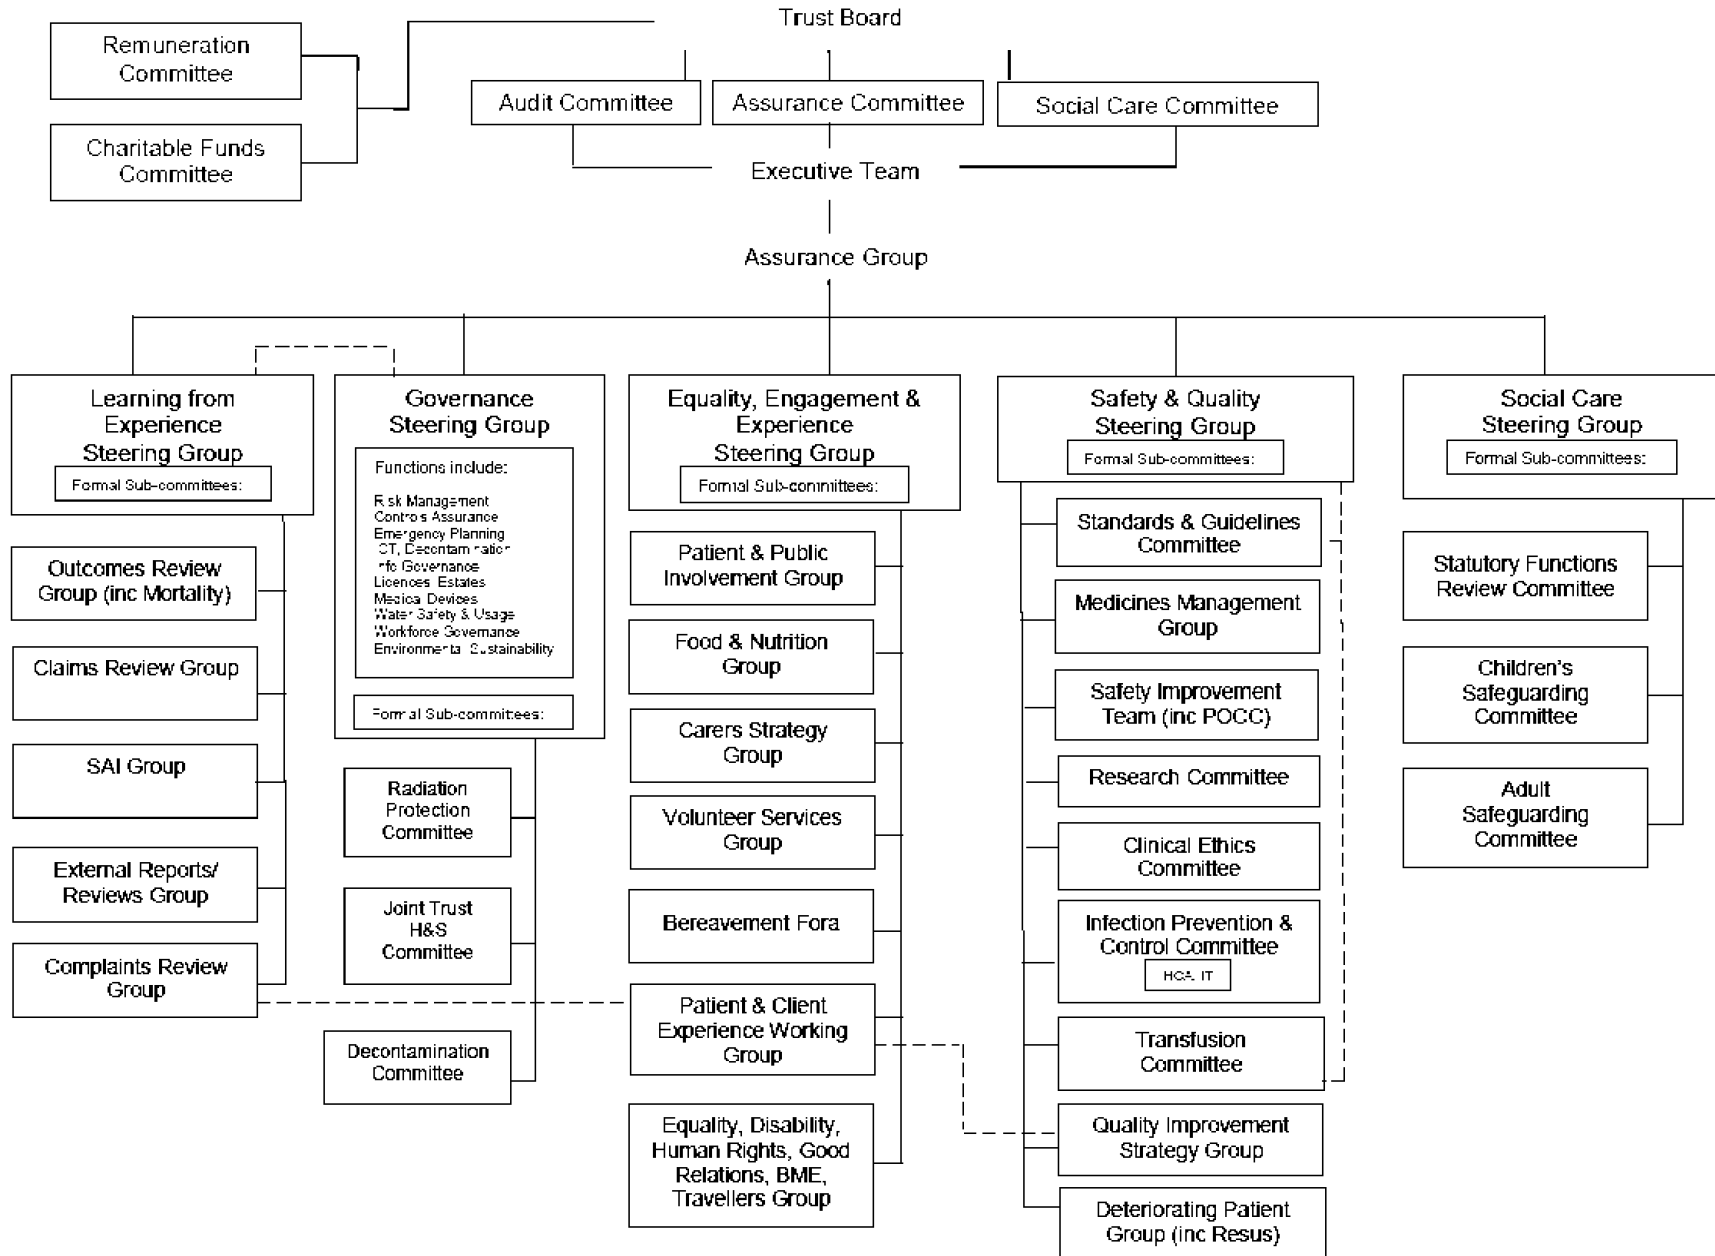 Trust Board
Remuneration
Committee
Charitable Funds
Committee
Audit Committee
Assurance Committee
Social Care Committee
Executive Team
Assurance Group
Learning from
Experience
Steering Group
Formal Sub-committees:
Outcomes Review
Group (inc Mortality)
Claims Review Group
SAI Group
External Reports/
Reviews Group
Complaints Review
Group
Governance
Steering Group
Functions include:
Risk Management
Controls Assurance
Emergency Planning
ICT, Decontamination
Info Governance
Licences Estates
Medical Devices
Water Safety & Usage
Workforce Governance
Environmental Sustainability
Formal Sub-committees:
Radiation
Protection
Committee
Joint Trust
H&S
Committee
Decontamination
Committee
Equality, Engagement &
Experience
Steering Group
Formal Sub-committees:
Patient & Public
Involvement Group
Food & Nutrition
Group
Carers Strategy
Group
Volunteer Services
Group
Bereavement Fora
Patient & Client
Experience Working
Group
Equality, Disability,
Human Rights, Good
Relations, BME,
Travellers Group
Safety & Quality
Steering Group
Formal Sub-committees:
Standards & Guidelines
Committee
Medicines Management
Group
Safety Improvement
Team (inc POCC)
Research Committee
Clinical Ethics
Committee
Infection Prevention &
Control Committee
Transfusion
Committee
Quality Improvement
Strategy Group
Deteriorating Patient
Group (inc Resus)
Social Care
Steering Group
Formal Sub-committees:
Statutory Functions
Review Committee
Children's
Safeguarding
Committee
Adult
Safeguarding
Committee